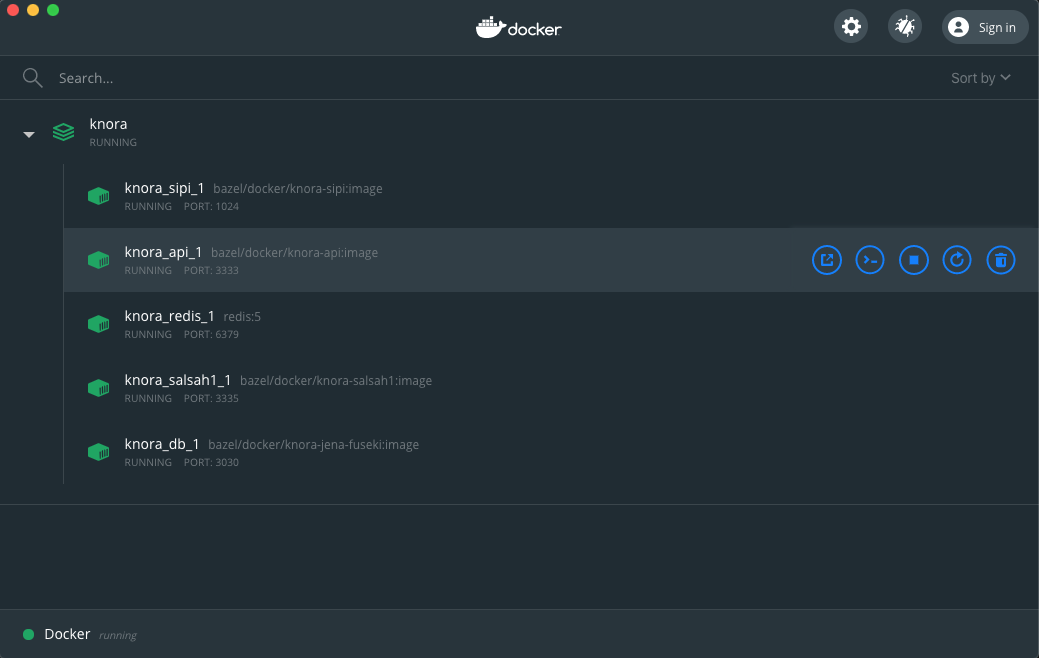 docker
Sign in
Search...
Sort by
knora
RUNNING
knora_sipi_1 bazel/docker/knora-sipi:image
RUNNING PORT: 1024
knora_api_1 bazel/docker/knora-api:image
RUNNING PORT: 3333
knora_redis_1 redis:5
RUNNING PORT: 6379
knora_salsah1_1 bazel/docker/knora-salsah1:image
RUNNING PORT: 3335
knora_db_1 bazel/docker/knora-jena-fuseki:image
RUNNING PORT: 3030
Docker running